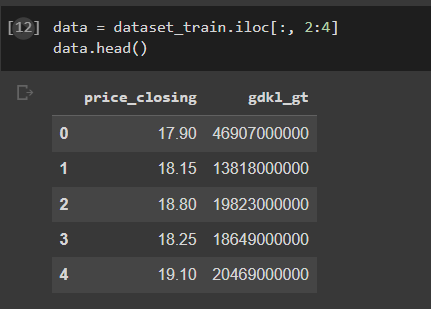 [12] data = dataset_train.iloc[:, 2:4]
data.head()
price_closing gdkl_gt
0 17.90 46907000000
1 18.15 13818000000
2 18.80 19823000000
3 18.25 18649000000
4 19.10 20469000000